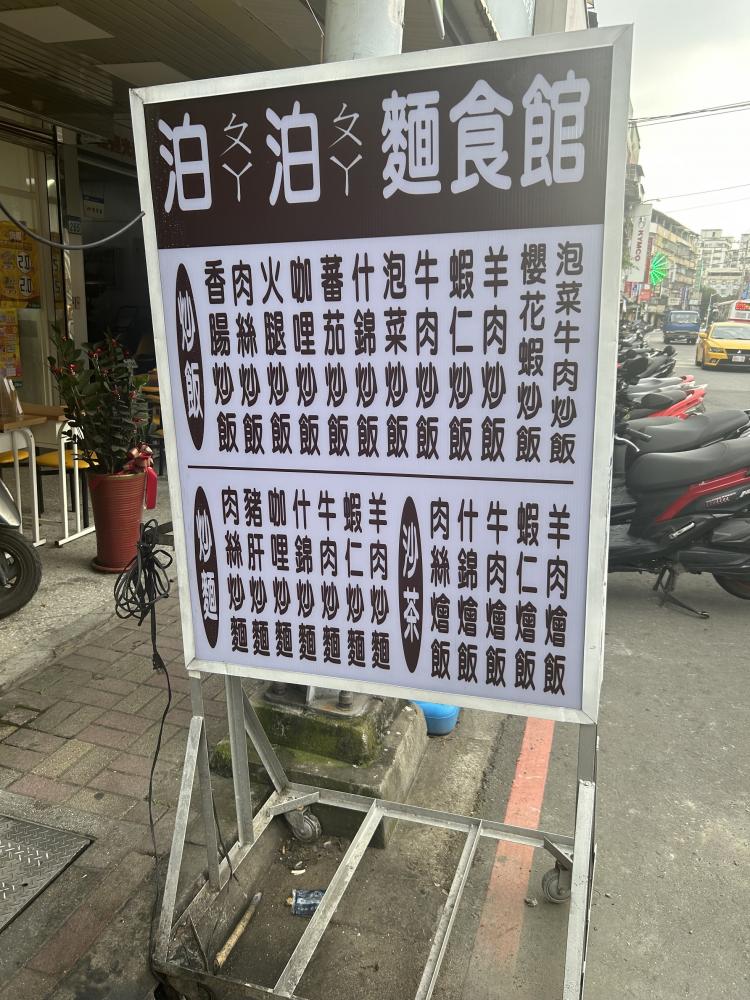 泊ㄆㄚ泊ㄆㄚ麵食館
炒飯
香腸炒飯
肉絲炒飯
火腿炒飯
咖哩炒飯
蕃茄炒飯
什錦炒飯
泡菜炒飯
牛肉炒飯
蝦仁炒飯
羊肉炒飯
櫻花蝦炒飯
泡菜牛肉炒飯
炒麵
肉絲炒麵
豬肝炒麵
咖哩炒麵
什錦炒麵
牛肉炒麵
蝦仁炒麵
羊肉炒麵
沙茶
肉絲燴飯
什錦燴飯
牛肉燴飯
蝦仁燴飯
羊肉燴飯
KYMCO
265